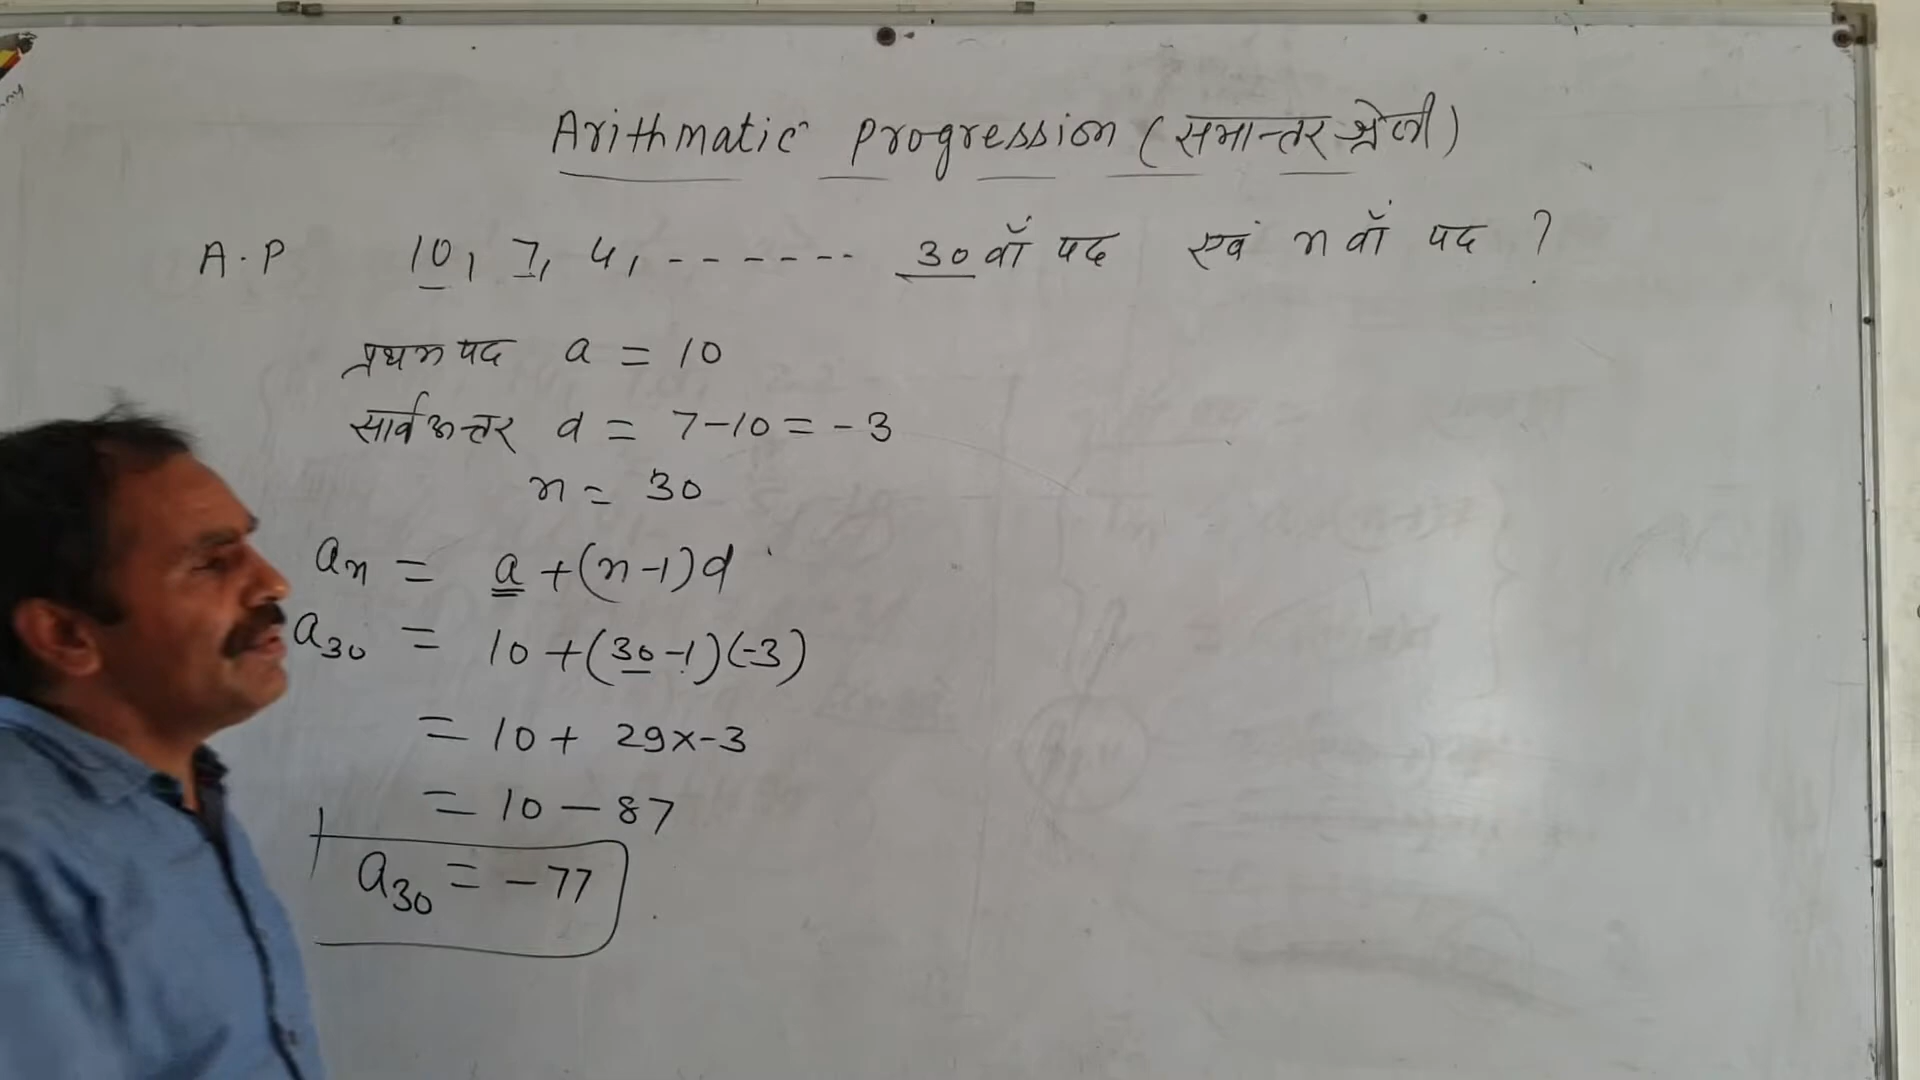 Arithmatic progression (समान्तर श्रेणी)
A.P 10, 7, 4, ------- 30वाँ पद एवं n वाँ पद ?
प्रथम पद a = 10
सार्वअन्तर d = 7-10 = -3
n = 30
aₙ = a +(n-1)d
a₃₀ = 10 +(30-1)(-3)
= 10 + 29x-3
= 10 - 87
a₃₀ = -77